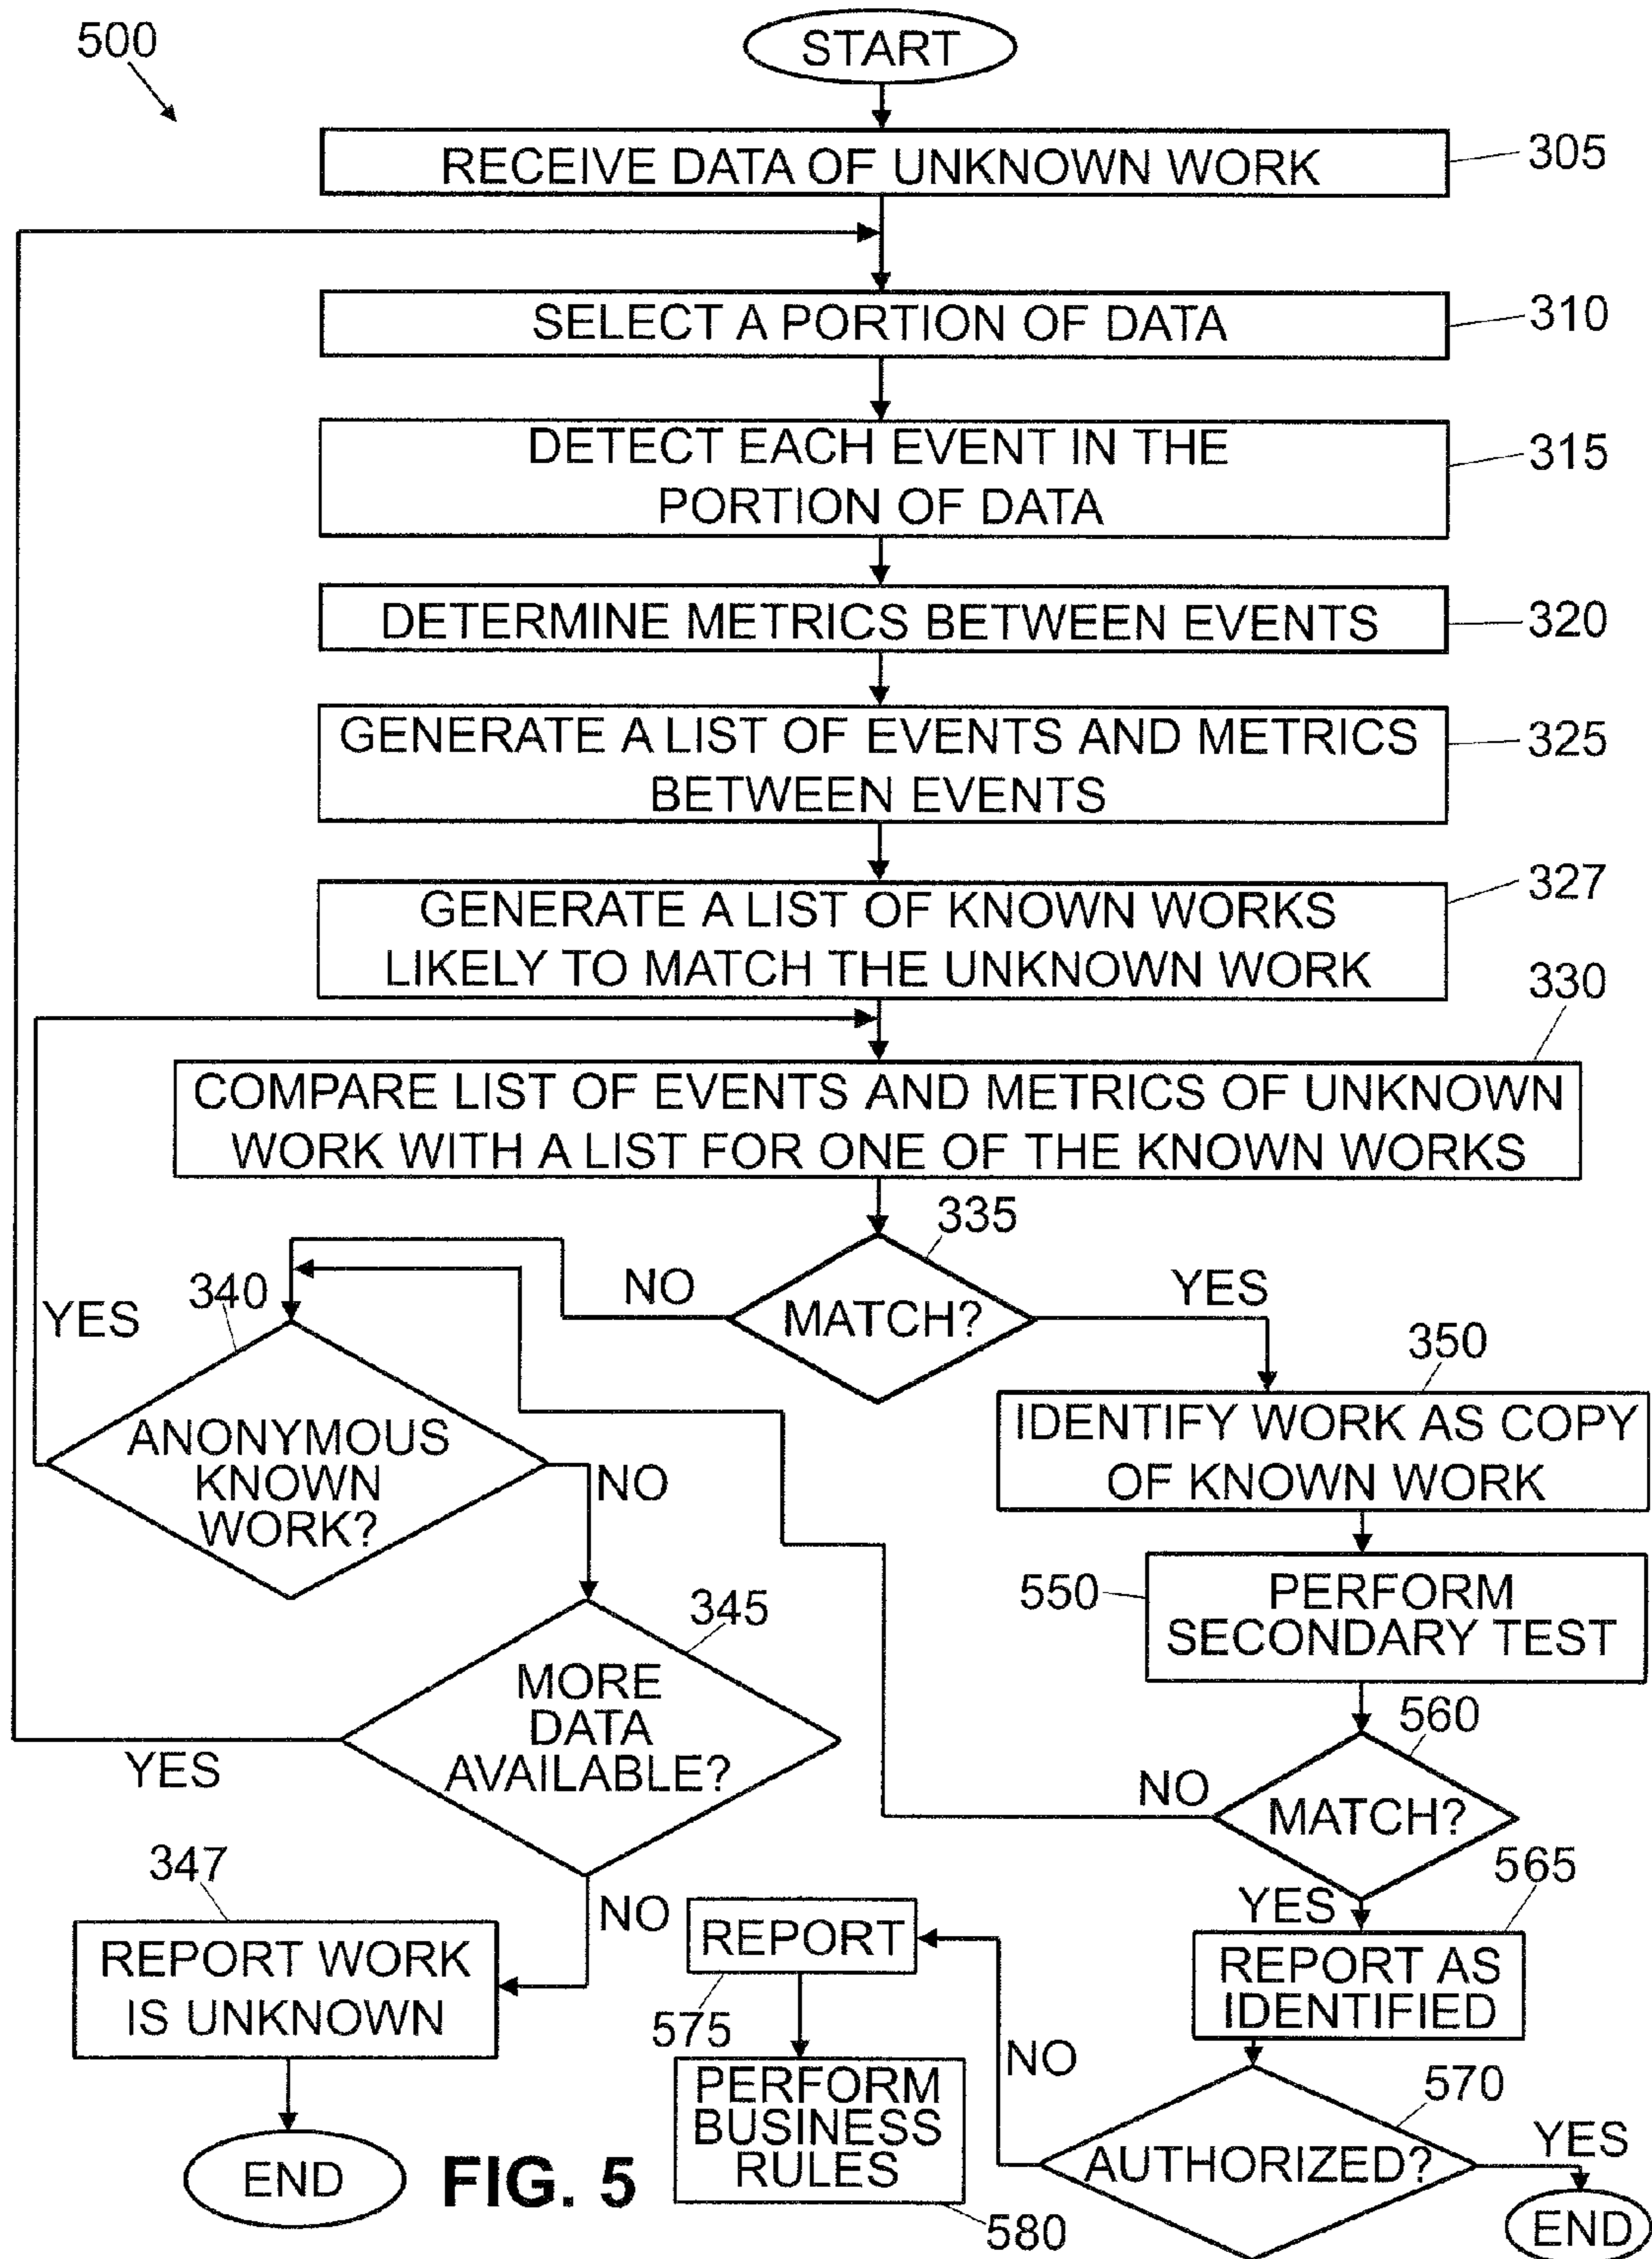 500
START
RECEIVE DATA OF UNKNOWN WORK
305
SELECT A PORTION OF DATA
310
DETECT EACH EVENT IN THE
PORTION OF DATA
315
DETERMINE METRICS BETWEEN EVENTS
320
GENERATE A LIST OF EVENTS AND METRICS
BETWEEN EVENTS
325
GENERATE A LIST OF KNOWN WORKS
LIKELY TO MATCH THE UNKNOWN WORK
327
330
COMPARE LIST OF EVENTS AND METRICS OF UNKNOWN
WORK WITH A LIST FOR ONE OF THE KNOWN WORKS
335
MATCH?
NO
YES
340
YES
ANONYMOUS
KNOWN
WORK?
NO
350
IDENTIFY WORK AS COPY
OF KNOWN WORK
550
PERFORM
SECONDARY TEST
345
MORE
DATA
AVAILABLE?
YES
NO
560
MATCH?
NO
YES
347
REPORT WORK
IS UNKNOWN
END
565
REPORT AS
IDENTIFIED
570
AUTHORIZED?
NO
YES
END
REPORT
575
PERFORM
BUSINESS
RULES
580
FIG. 5